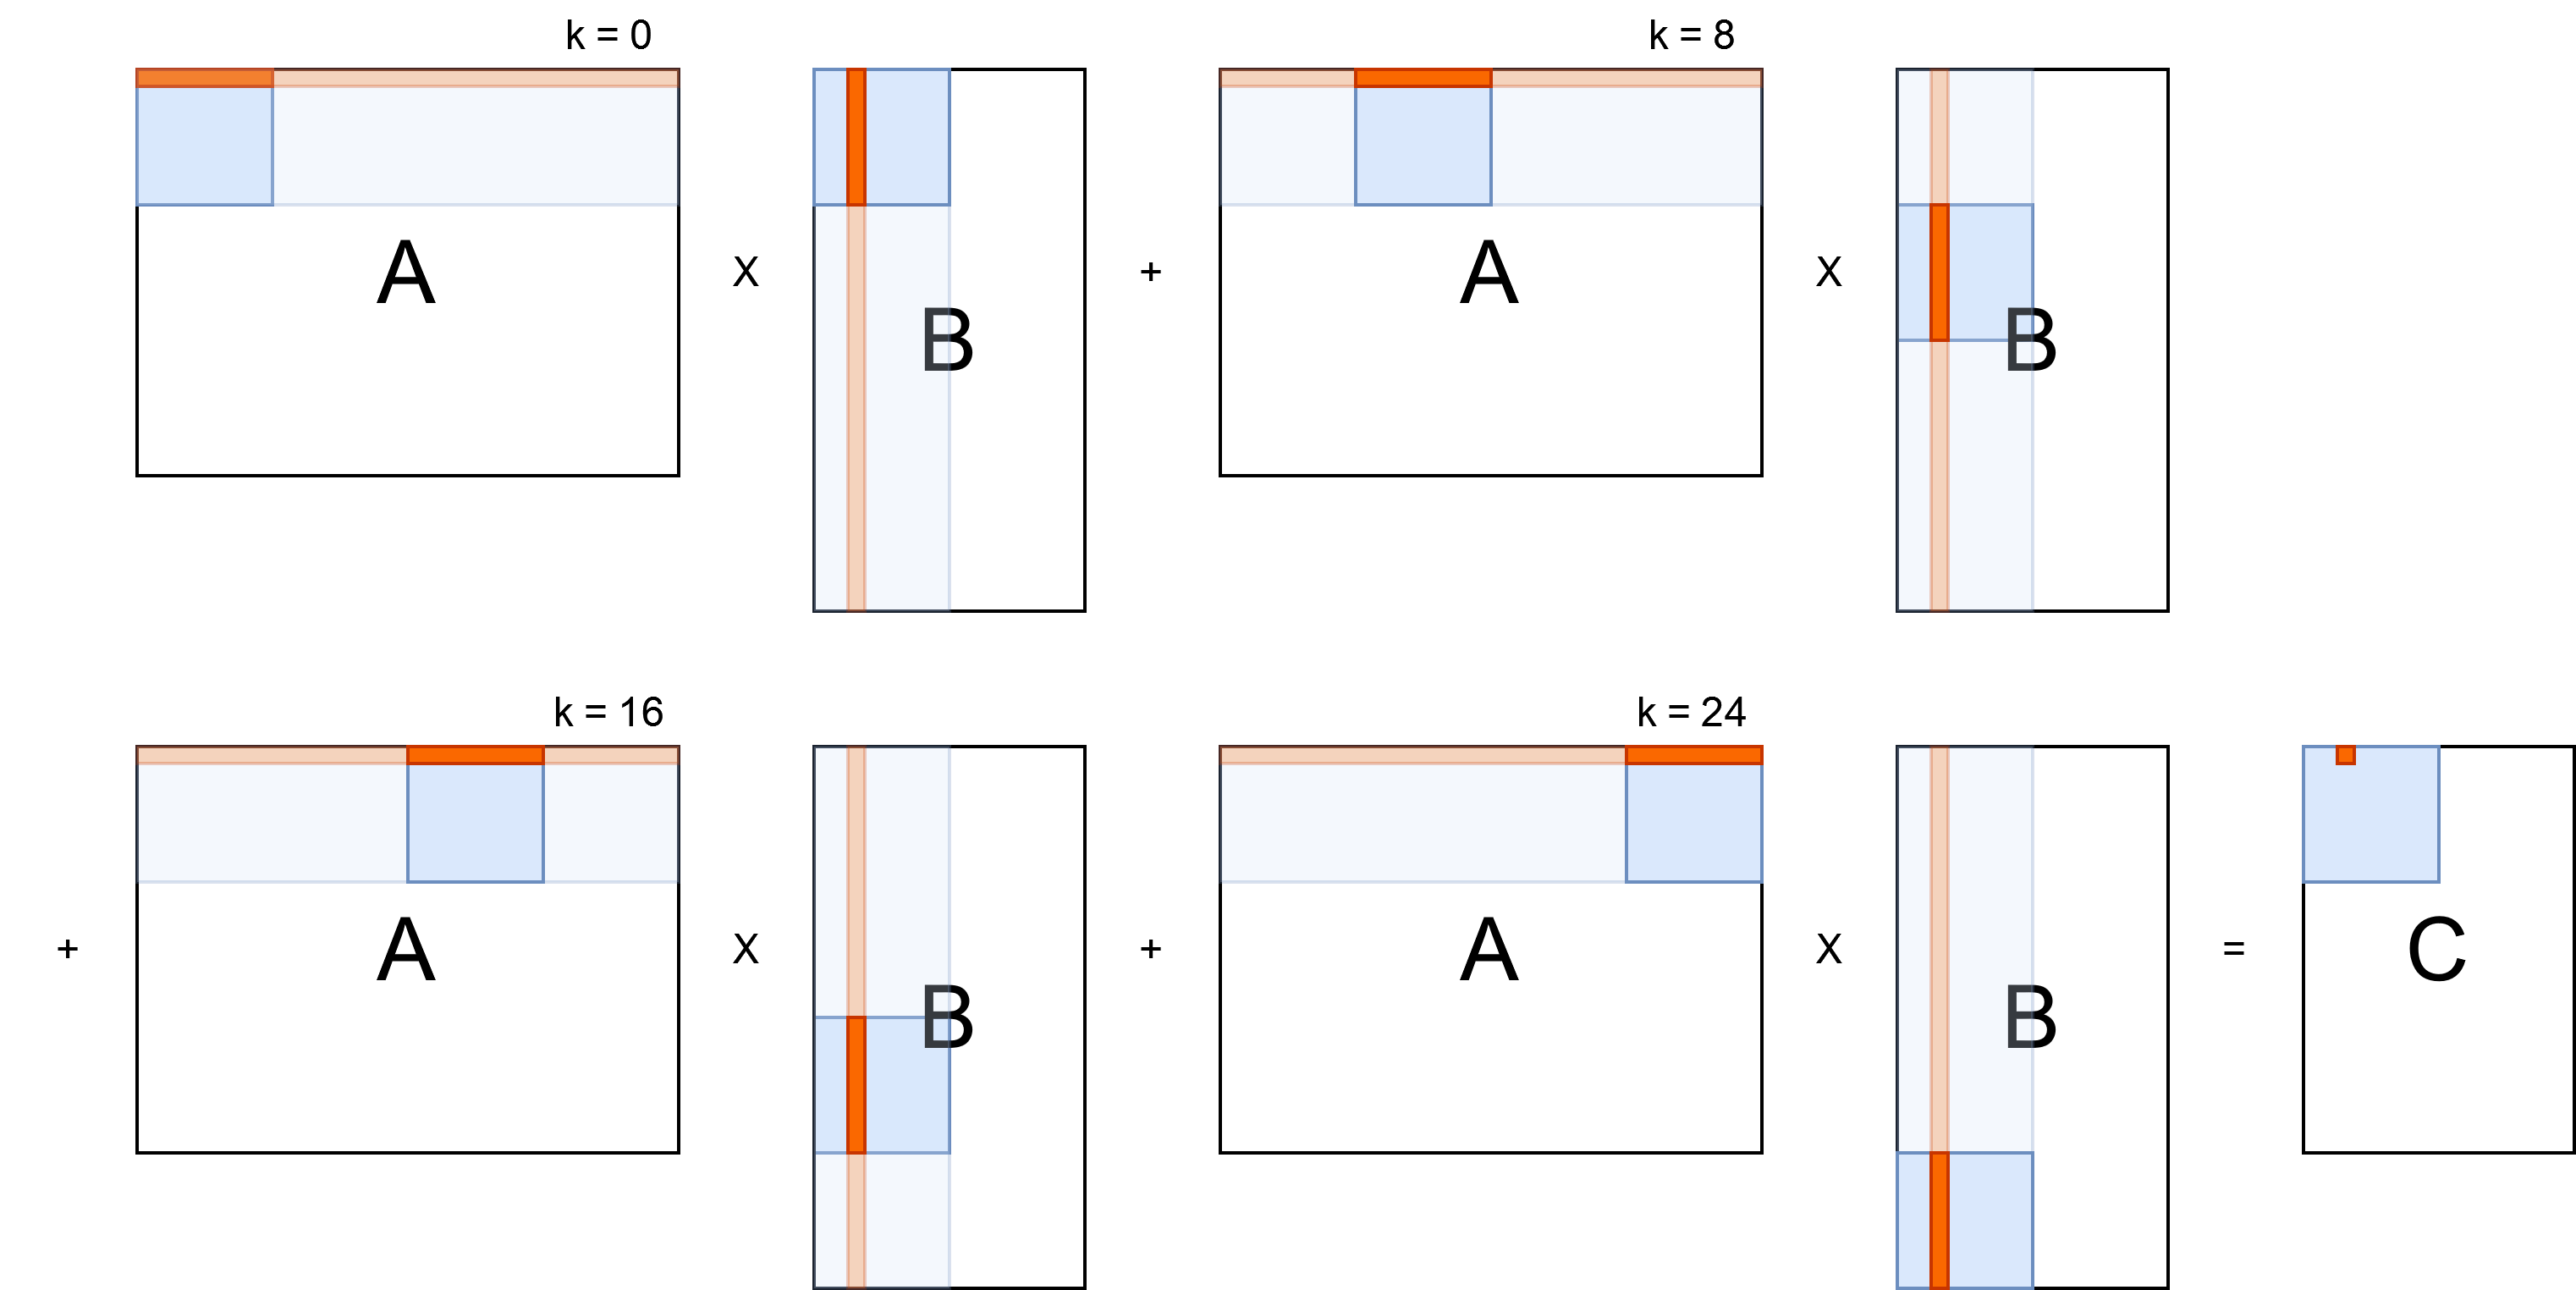 k = 0
k = 8
A X B + A X B
k = 16
k = 24
+ A X B + A X B = C